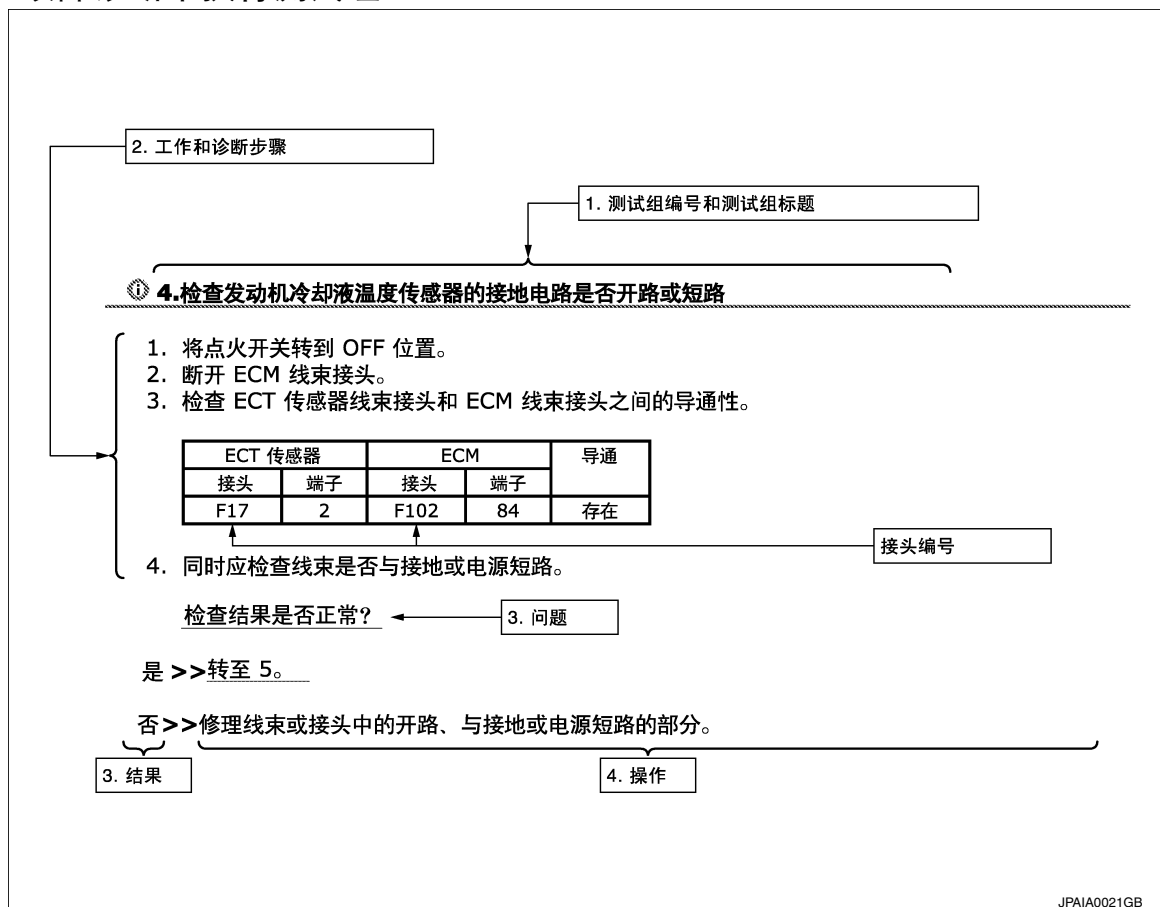 2. 工作和诊断步骤
1. 测试组编号和测试组标题
4.检查发动机冷却液温度传感器的接地电路是否开路或短路
1. 将点火开关转到 OFF 位置。
2. 断开 ECM 线束接头。
3. 检查 ECT 传感器线束接头和 ECM 线束接头之间的导通性。
ECT 传感器 ECM 导通
接头 端子 接头 端子
F17 2 F102 84 存在
接头编号
4. 同时应检查线束是否与接地或电源短路。
检查结果是否正常?
3. 问题
是 >>转至 5。
否>>修理线束或接头中的开路、与接地或电源短路的部分。
3. 结果
4. 操作
JPAIA0021GB